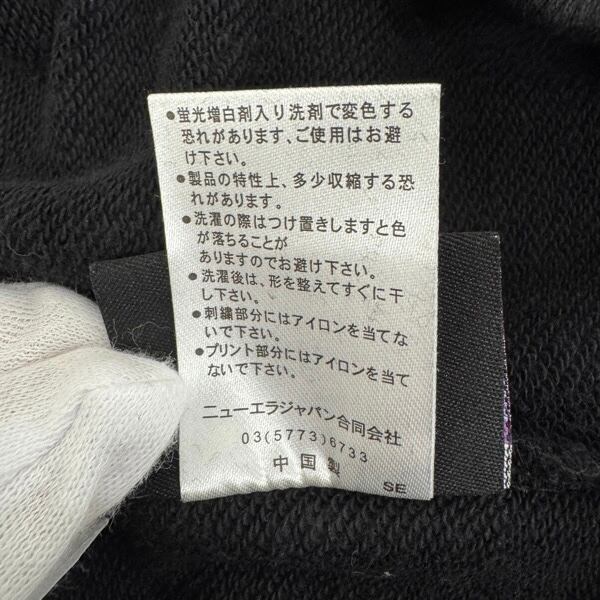 ●蛍光増白剤入り洗剤で変色する
恐れがあります、ご使用はお避
け下さい。
●製品の特性上、多少収縮する恐
れがあります。
●洗濯の際はつけ置きしますと色
が落ちることが
ありますのでお避け下さい。
●洗濯後は、形を整えてすぐに干
し下さい。
●刺繍部分にはアイロンを当てな
いで下さい。
●プリント部分にはアイロンを当て
ないで下さい。
ニューエラジャパン合同会社
03(5773)6733
中国製
SE